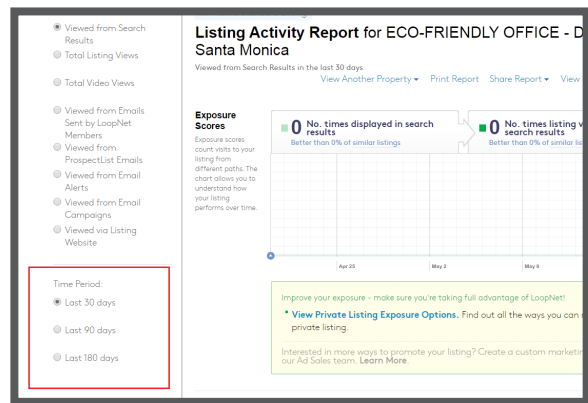 Viewed from Search
Results
Total Listing Views
Total Video Views
Viewed from Emails
Sent by LoopNet
Members
Viewed from
ProspectList Emails
Viewed from Email
Alerts
Viewed from Email
Campaigns
Viewed via Listing
Website
Time Period:
Last 30 days
Last 90 days
Last 180 days
Listing Activity Report for ECO-FRIENDLY OFFICE - D
Santa Monica
Viewed from Search Results in the last 30 days
View Another Property Print Report Share Report View
Exposure
Scores
Exposure scores
count visits to your
listing from
different paths. The
chart allows you to
understand how
your listing
performs over time.
0 No. times displayed in search
results
Better than 0% of similar listings
0 No. times listing v
search results
Better than 0% of similar lis
Apr 25 May 2 May 9
Improve your exposure - make sure you're taking full advantage of LoopNet!
View Private Listing Exposure Options. Find out all the ways you can
private listing.
Interested in more ways to promote your listing? Create a custom marketin
our Ad Sales team. Learn More.